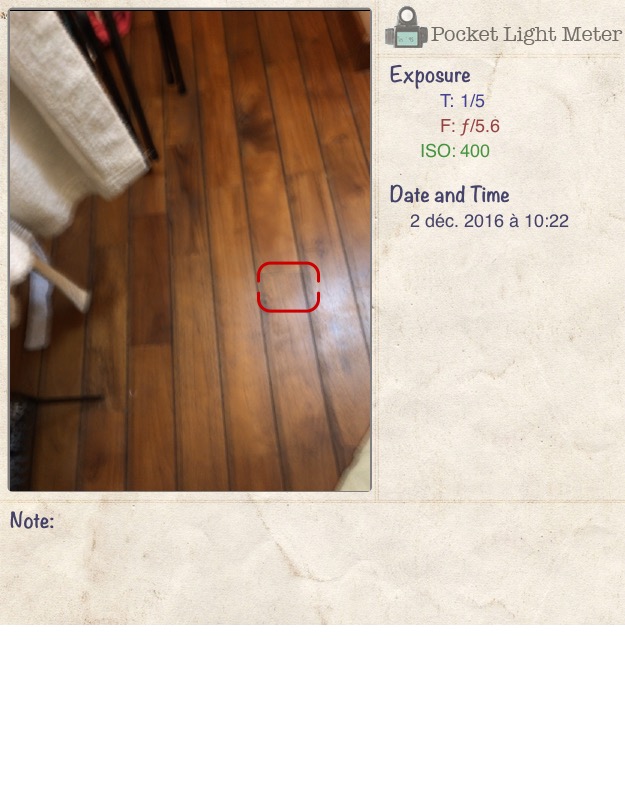 Pocket Light Meter
Exposure
T: 1/5
F: ƒ/5.6
ISO: 400
Date and Time
2 déc. 2016 à 10:22
Note: